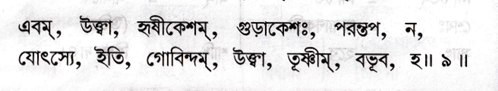 এবম্, উক্ত্বা, হৃষীকেশম্, গুড়াকেশঃ, পরন্তপ, ন,
যোৎস্যে, ইতি, গোবিন্দম্, উক্ত্বা, তূষ্ণীম্, বভূব, হ॥ ৯ ॥